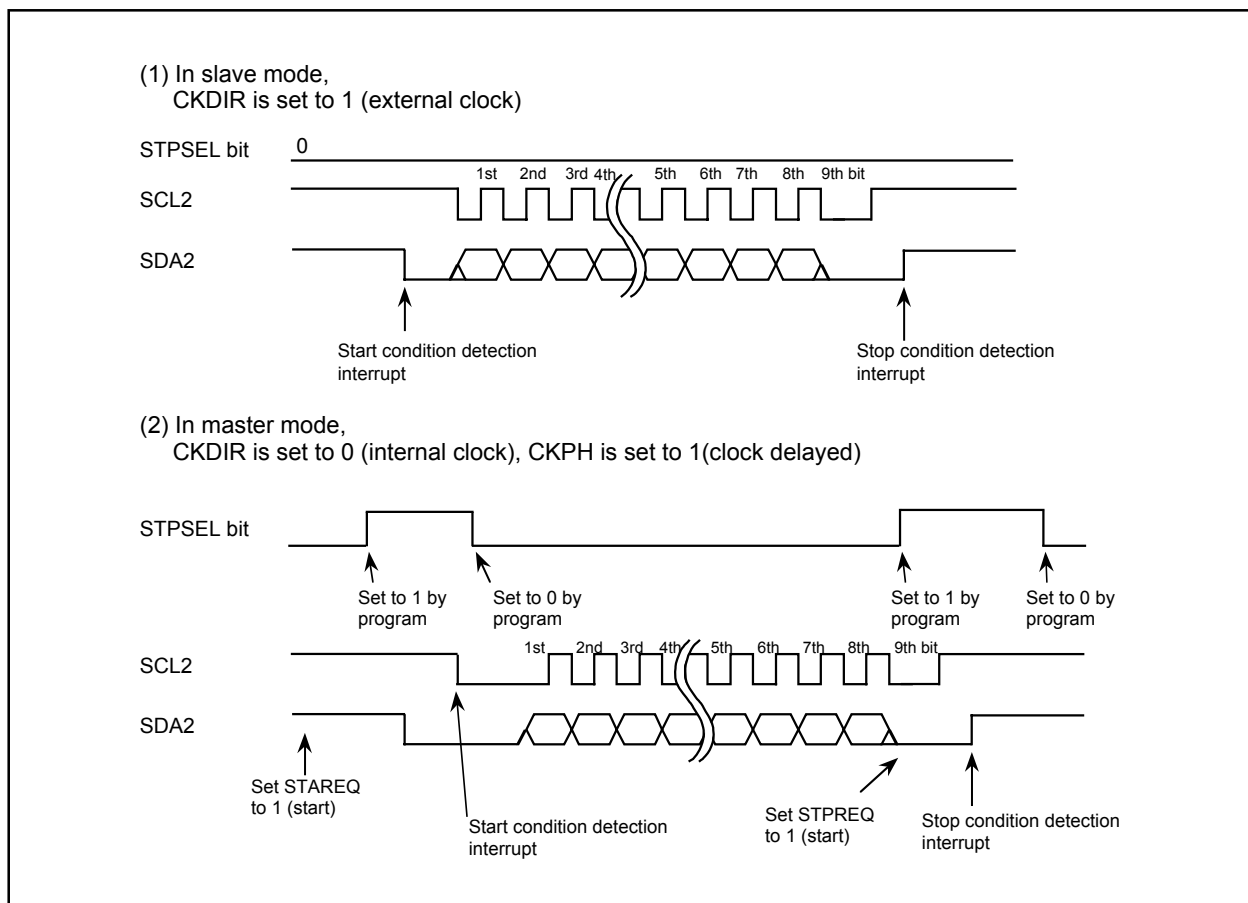 (1) In slave mode,
CKDIR is set to 1 (external clock)
STPSEL bit
0
1st 2nd 3rd 4th 5th 6th 7th 8th 9th bit
SCL2
SDA2
Start condition detection
interrupt
Stop condition detection
interrupt
(2) In master mode,
CKDIR is set to 0 (internal clock), CKPH is set to 1(clock delayed)
STPSEL bit
Set to 1 by
program
Set to 0 by
program
Set to 1 by
program
Set to 0 by
program
1st 2nd 3rd 4th 5th 6th 7th 8th 9th bit
SCL2
SDA2
Set STAREQ
to 1 (start)
Start condition detection
interrupt
Set STPREQ
to 1 (start)
Stop condition detection
interrupt